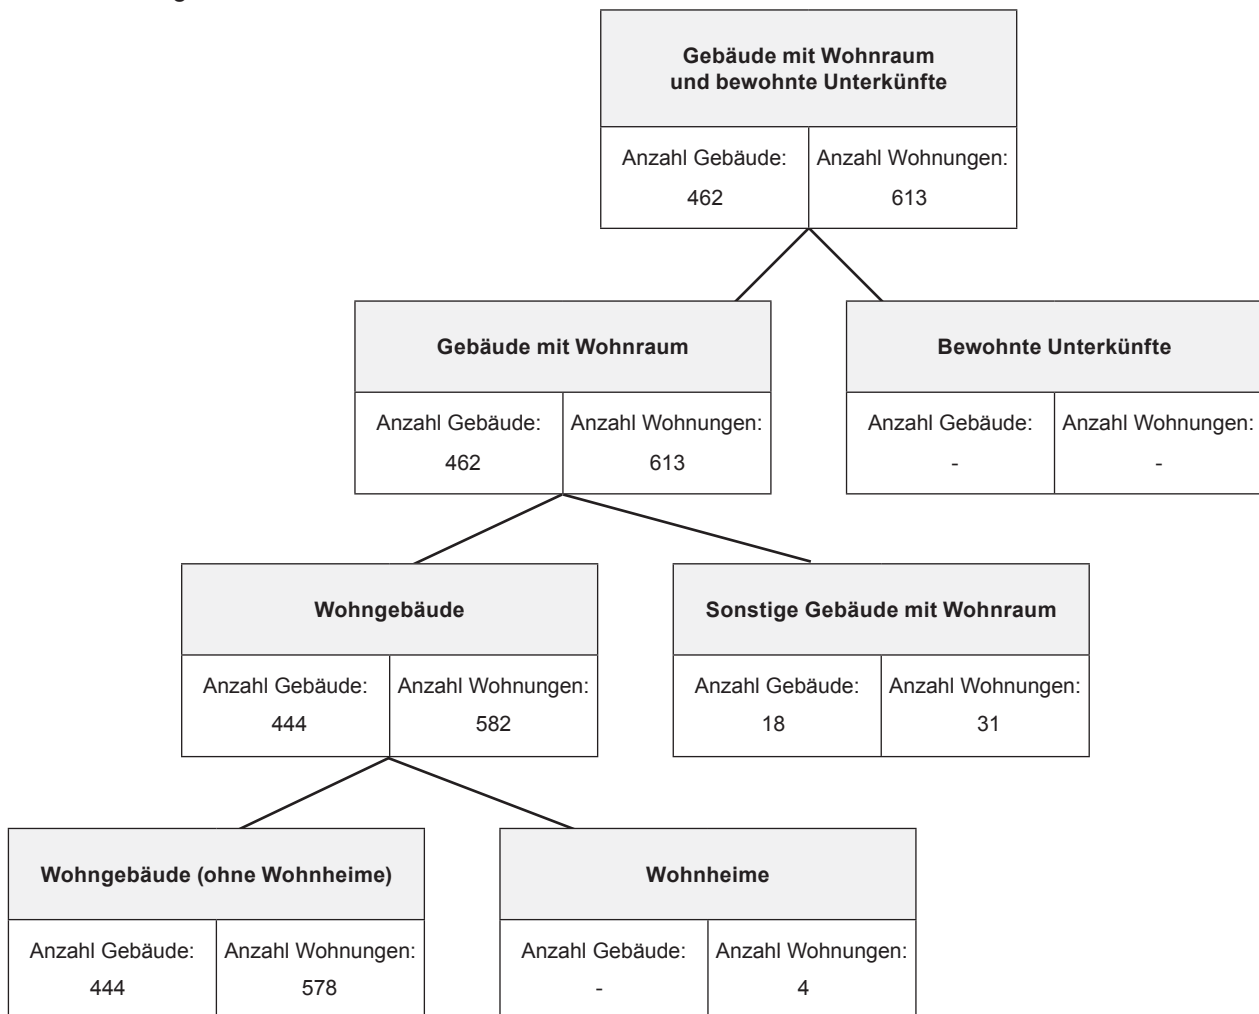 Gebäude mit Wohnraum
und bewohnte Unterkünfte
Anzahl Gebäude:
Anzahl Wohnungen:
462
613
Gebäude mit Wohnraum
Bewohnte Unterkünfte
Anzahl Gebäude:
Anzahl Wohnungen:
Anzahl Gebäude:
Anzahl Wohnungen:
462
613
-
-
Wohngebäude
Sonstige Gebäude mit Wohnraum
Anzahl Gebäude:
Anzahl Wohnungen:
Anzahl Gebäude:
Anzahl Wohnungen:
444
582
18
31
Wohngebäude (ohne Wohnheime)
Wohnheime
Anzahl Gebäude:
Anzahl Wohnungen:
Anzahl Gebäude:
Anzahl Wohnungen:
444
578
-
4